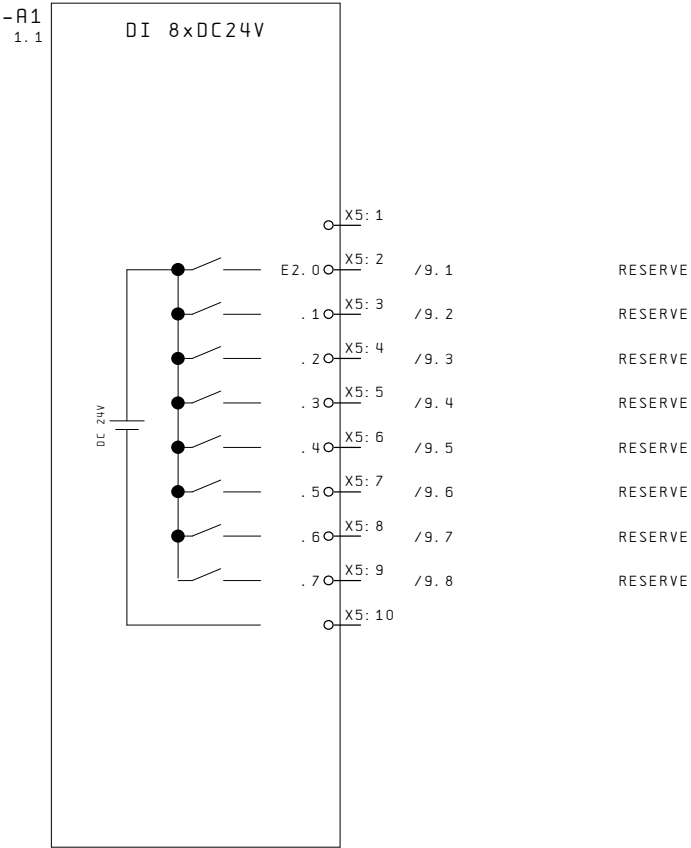 -A1
1.1
DI 8xDC24V
X5:1
E2.0 X5:2 /9.1 RESERVE
.1 X5:3 /9.2 RESERVE
.2 X5:4 /9.3 RESERVE
.3 X5:5 /9.4 RESERVE
DC 24V
.4 X5:6 /9.5 RESERVE
.5 X5:7 /9.6 RESERVE
.6 X5:8 /9.7 RESERVE
.7 X5:9 /9.8 RESERVE
X5:10